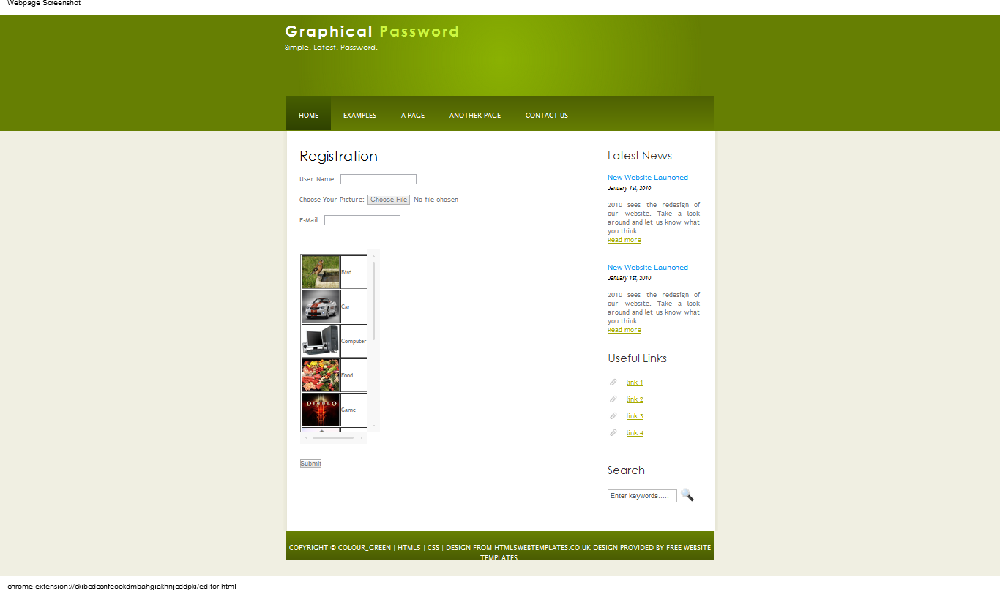 Webpage Screenshot
Graphical Password
Simple. Latest. Password.
HOME EXAMPLES A PAGE ANOTHER PAGE CONTACT US
Registration
User Name :
Choose Your Picture: Choose File No file chosen
E-Mail :
Bird
Car
Computer
Food
DIABLO
Game
Submit
Latest News
New Website Launched
January 1st, 2010
2010 sees the redesign of
our website. Take a look
around and let us know what
you think.
Read more
New Website Launched
January 1st, 2010
2010 sees the redesign of
our website. Take a look
around and let us know what
you think.
Read more
Useful Links
link 1
link 2
link 3
link 4
Search
Enter keywords.....
COPYRIGHT © COLOUR_GREEN | HTML5 | CSS | DESIGN FROM HTML5WEBTEMPLATES.CO.UK DESIGN PROVIDED BY FREE WEBSITE
TEMPLATES
chrome-extension://ckibcdccnfeookdmbahgiakhnjcddpki/editor.html